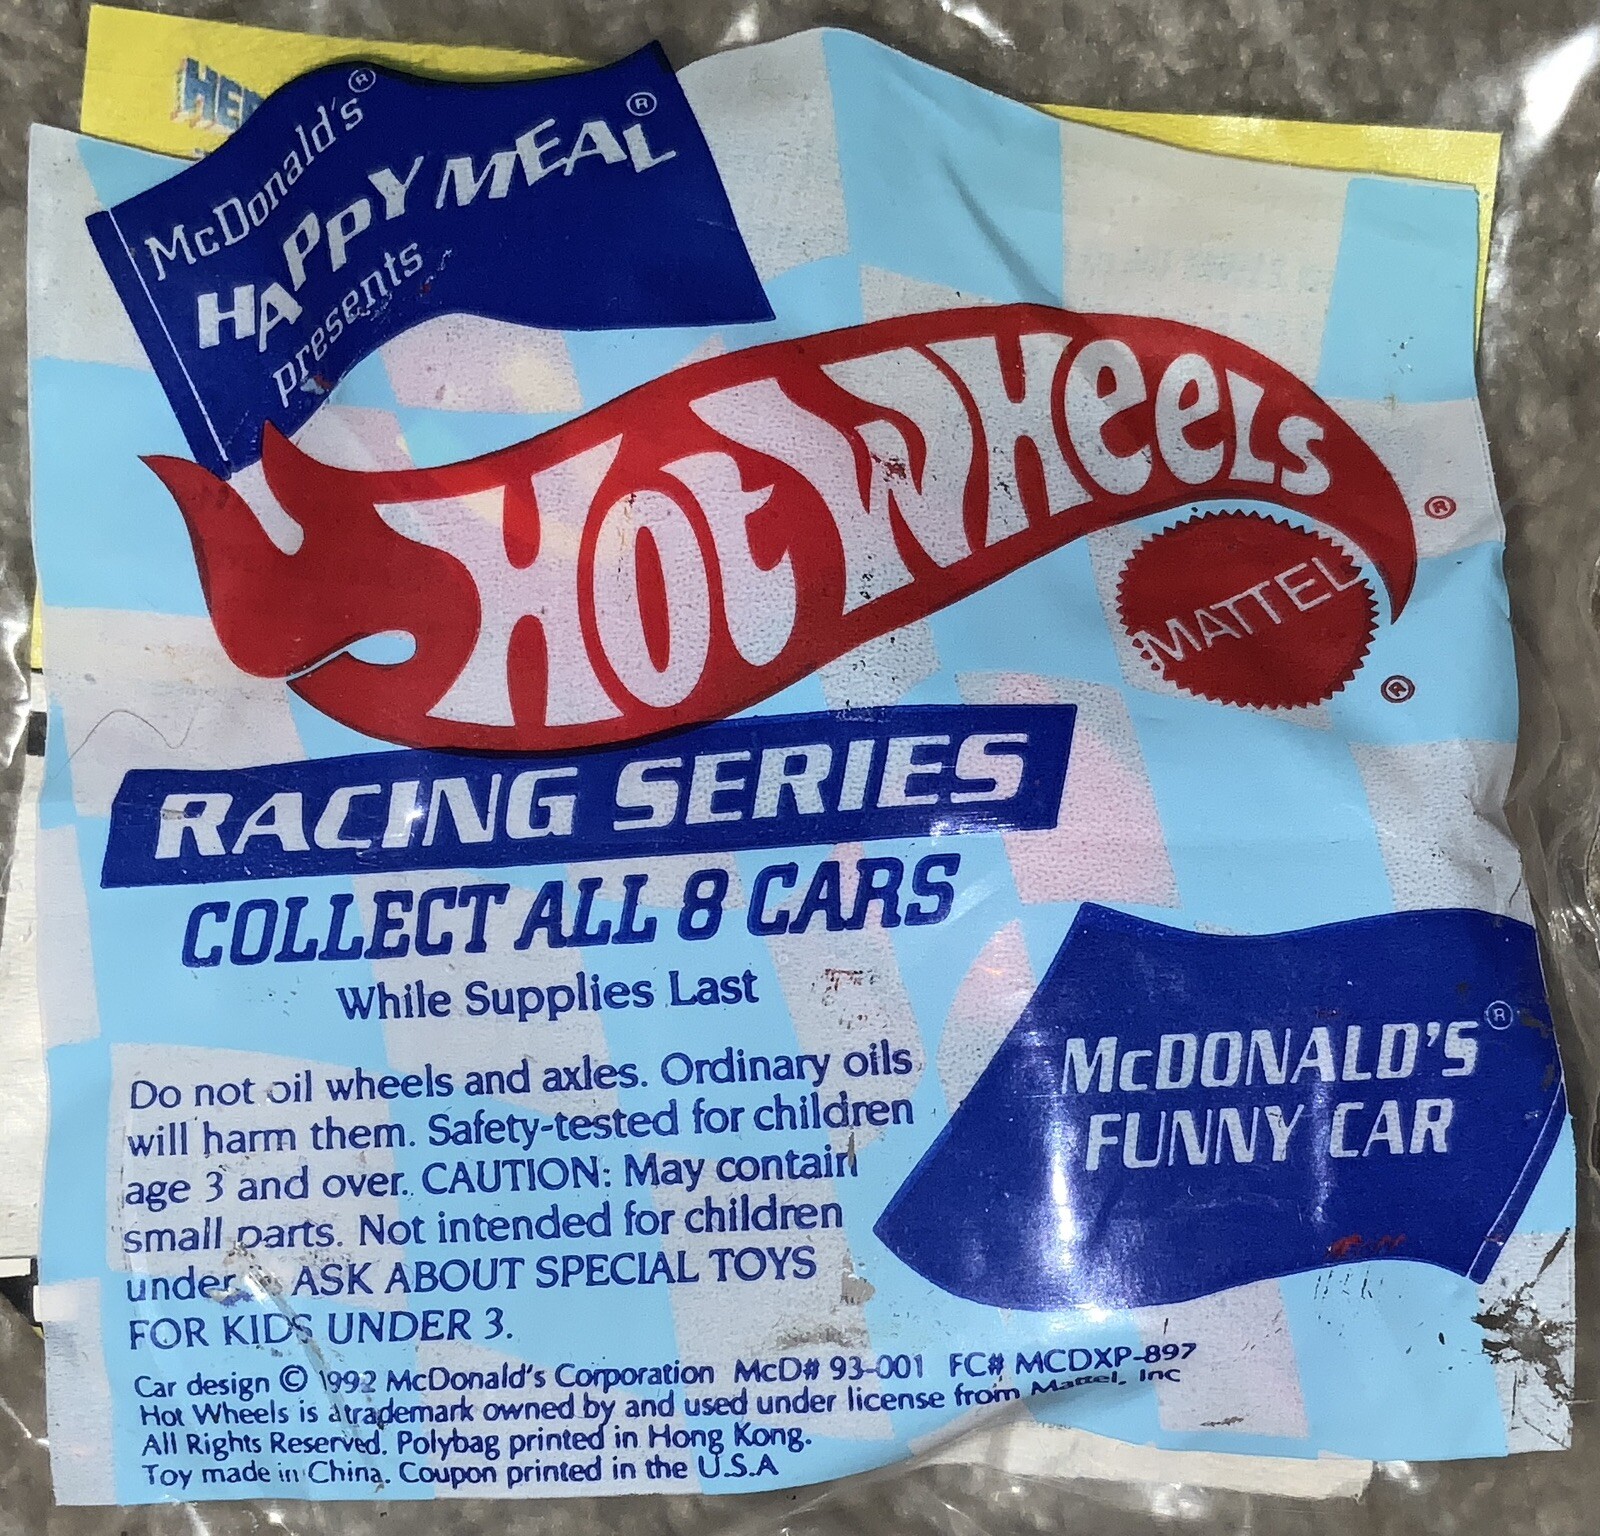 HE
McDonald's®
HAPPY MEAL®
presents
HOT WHEELS®
MATTEL®
RACING SERIES
COLLECT ALL 8 CARS
While Supplies Last
McDONALD'S®
FUNNY CAR
Do not oil wheels and axles. Ordinary oils
will harm them. Safety-tested for children
age 3 and over. CAUTION: May contain
small parts. Not intended for children
under ASK ABOUT SPECIAL TOYS
FOR KIDS UNDER 3.
Car design © 1992 McDonald's Corporation McD# 93-001 FC# MCDXP-897
Hot Wheels is a trademark owned by and used under license from Mattel, Inc
All Rights Reserved. Polybag printed in Hong Kong.
Toy made in China. Coupon printed in the U.S.A